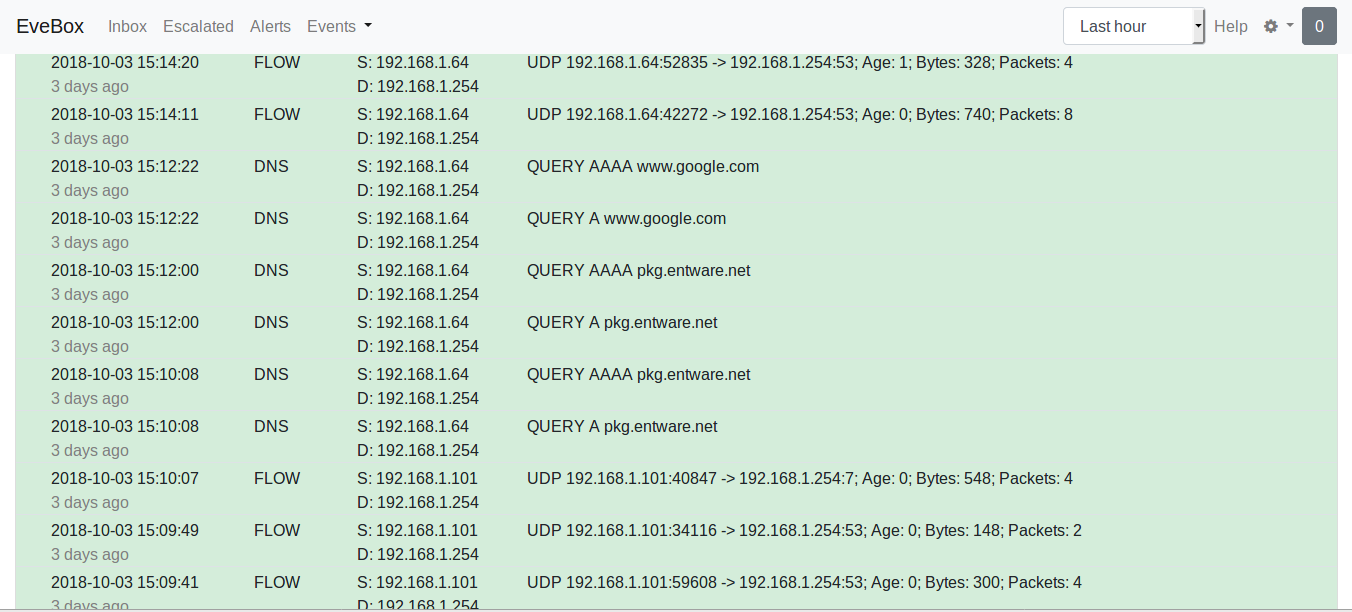 EveBox Inbox Escalated Alerts Events Last hour Help 0
2018-10-03 15:14:20 FLOW S: 192.168.1.64 UDP 192.168.1.64:52835 -> 192.168.1.254:53; Age: 1; Bytes: 328; Packets: 4
3 days ago D: 192.168.1.254
2018-10-03 15:14:11 FLOW S: 192.168.1.64 UDP 192.168.1.64:42272 -> 192.168.1.254:53; Age: 0; Bytes: 740; Packets: 8
3 days ago D: 192.168.1.254
2018-10-03 15:12:22 DNS S: 192.168.1.64 QUERY AAAA www.google.com
3 days ago D: 192.168.1.254
2018-10-03 15:12:22 DNS S: 192.168.1.64 QUERY A www.google.com
3 days ago D: 192.168.1.254
2018-10-03 15:12:00 DNS S: 192.168.1.64 QUERY AAAA pkg.entware.net
3 days ago D: 192.168.1.254
2018-10-03 15:12:00 DNS S: 192.168.1.64 QUERY A pkg.entware.net
3 days ago D: 192.168.1.254
2018-10-03 15:10:08 DNS S: 192.168.1.64 QUERY AAAA pkg.entware.net
3 days ago D: 192.168.1.254
2018-10-03 15:10:08 DNS S: 192.168.1.64 QUERY A pkg.entware.net
3 days ago D: 192.168.1.254
2018-10-03 15:10:07 FLOW S: 192.168.1.101 UDP 192.168.1.101:40847 -> 192.168.1.254:7; Age: 0; Bytes: 548; Packets: 4
3 days ago D: 192.168.1.254
2018-10-03 15:09:49 FLOW S: 192.168.1.101 UDP 192.168.1.101:34116 -> 192.168.1.254:53; Age: 0; Bytes: 148; Packets: 2
3 days ago D: 192.168.1.254
2018-10-03 15:09:41 FLOW S: 192.168.1.101 UDP 192.168.1.101:59608 -> 192.168.1.254:53; Age: 0; Bytes: 300; Packets: 4
3 days ago D: 192.168.1.254